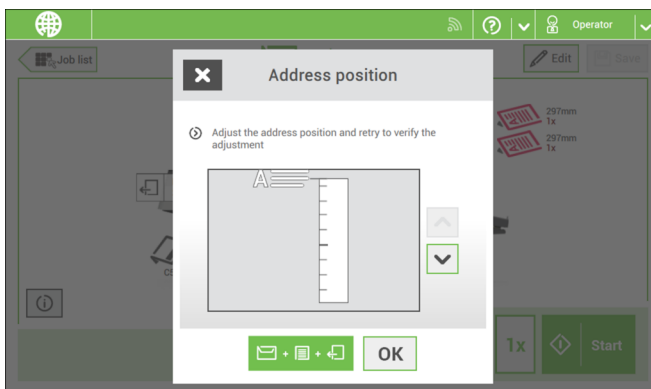 Operator
Job list
Edit
Save
Address position
Adjust the address position and retry to verify the
adjustment
297mm
1x
297mm
1x
A
CS
OK
1x
Start